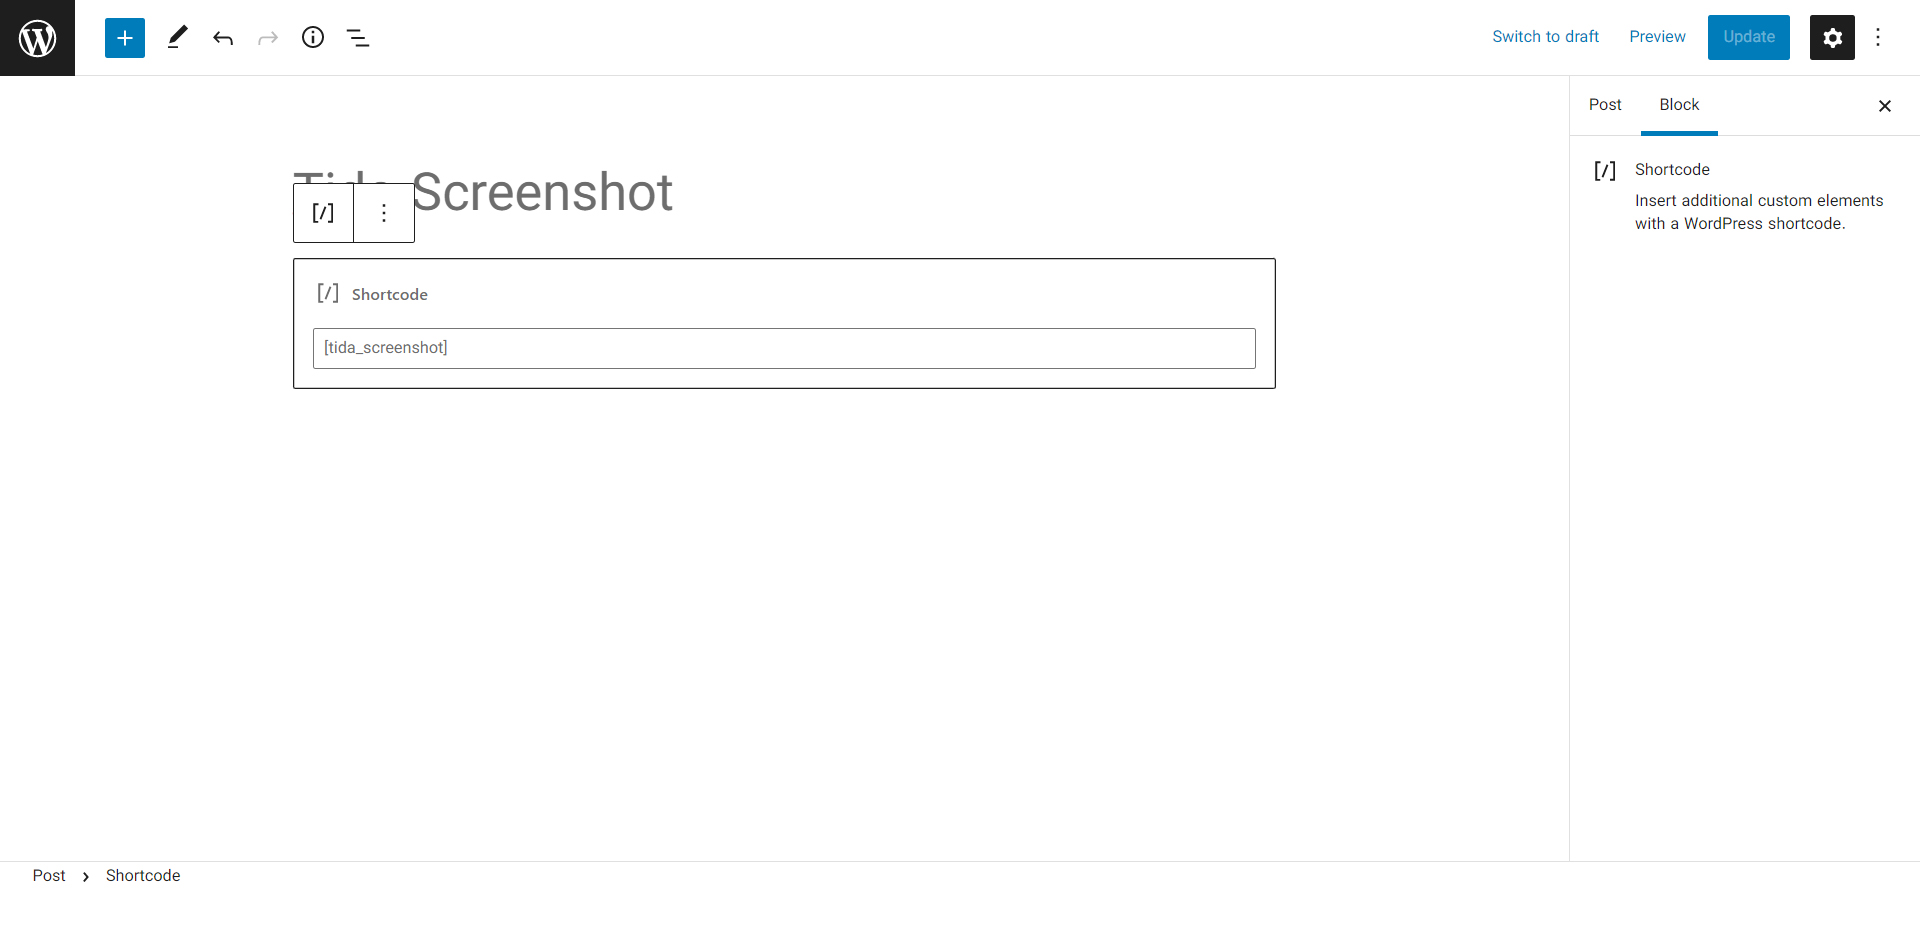 Switch to draft
Preview
Update
Post
Block
Screenshot
Shortcode
Insert additional custom elements
with a WordPress shortcode.
Shortcode
[tida_screenshot]
Post
Shortcode